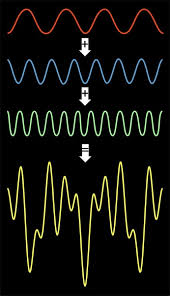 +
+
=